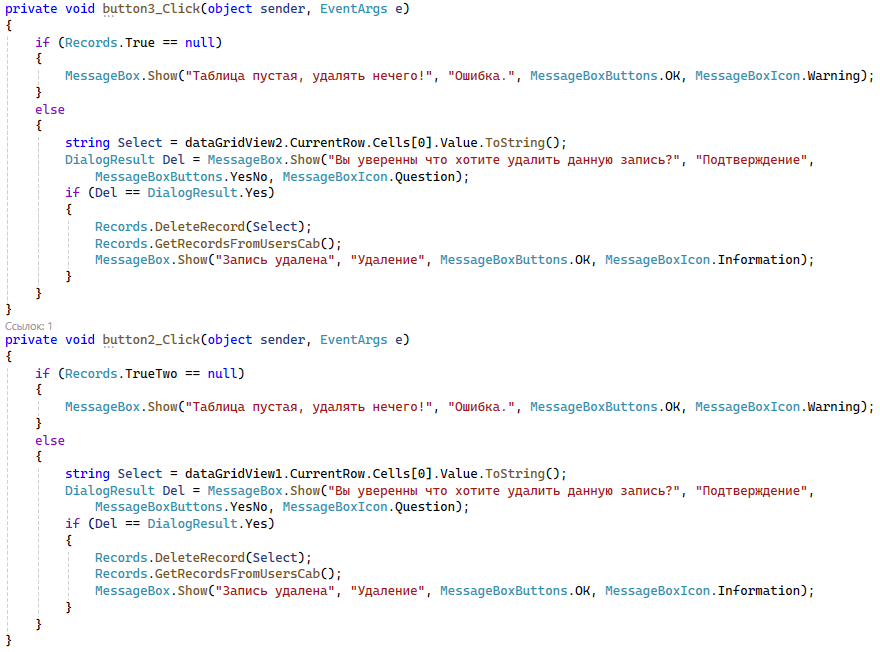 private void button3_Click(object sender, EventArgs e)
{
if (Records.True == null)
{
MessageBox.Show("Таблица пустая, удалять нечего!", "Ошибка.", MessageBoxButtons.OK, MessageBoxIcon.Warning);
}
else
{
string Select = dataGridView2.CurrentRow.Cells[0].Value.ToString();
DialogResult Del = MessageBox.Show("Вы уверенны что хотите удалить данную запись?", "Подтверждение",
MessageBoxButtons.YesNo, MessageBoxIcon.Question);
if (Del == DialogResult.Yes)
{
Records.DeleteRecord(Select);
Records.GetRecordsFromUsersCab();
MessageBox.Show("Запись удалена", "Удаление", MessageBoxButtons.OK, MessageBoxIcon.Information);
}
}
}
Ссылок: 1
private void button2_Click(object sender, EventArgs e)
{
if (Records.TrueTwo == null)
{
MessageBox.Show("Таблица пустая, удалять нечего!", "Ошибка.", MessageBoxButtons.OK, MessageBoxIcon.Warning);
}
else
{
string Select = dataGridView1.CurrentRow.Cells[0].Value.ToString();
DialogResult Del = MessageBox.Show("Вы уверенны что хотите удалить данную запись?", "Подтверждение",
MessageBoxButtons.YesNo, MessageBoxIcon.Question);
if (Del == DialogResult.Yes)
{
Records.DeleteRecord(Select);
Records.GetRecordsFromUsersCab();
MessageBox.Show("Запись удалена", "Удаление", MessageBoxButtons.OK, MessageBoxIcon.Information);
}
}
}